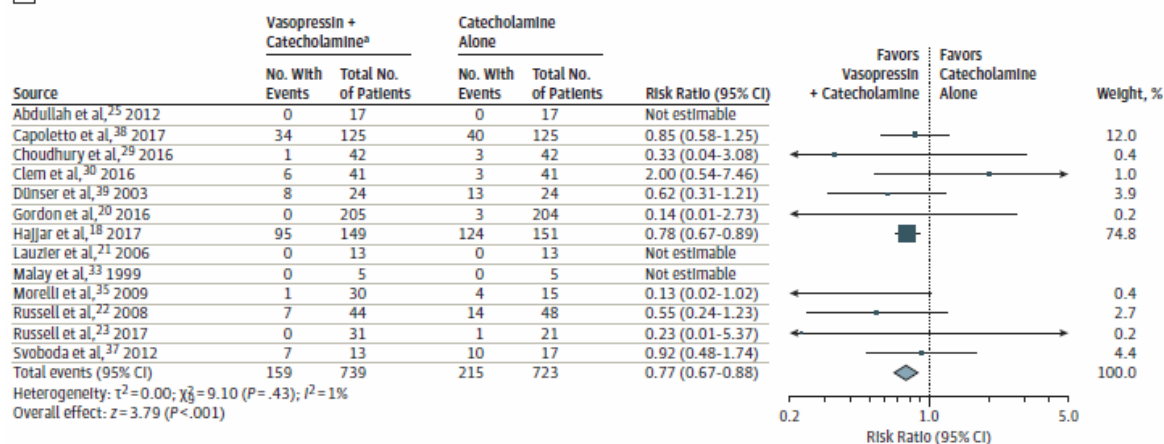 Vasopressin + Catecholamineᵃ Catecholamine Alone
Favors Vasopressin + Catecholamine Favors Catecholamine Alone
Source No. With Events Total No. of Patients No. With Events Total No. of Patients Risk Ratio (95% CI) Weight, %
Abdullah et al,²⁵ 2012 0 17 0 17 Not estimable
Capoletto et al,³⁸ 2017 34 125 40 125 0.85 (0.58-1.25) 12.0
Choudhury et al,²⁹ 2016 1 42 3 42 0.33 (0.04-3.08) 0.4
Clem et al,³⁰ 2016 6 41 3 41 2.00 (0.54-7.46) 1.0
Dünser et al,³⁹ 2003 8 24 13 24 0.62 (0.31-1.21) 3.9
Gordon et al,²⁰ 2016 0 205 3 204 0.14 (0.01-2.73) 0.2
Hajjar et al,¹⁸ 2017 95 149 124 151 0.78 (0.67-0.89) 74.8
Lauzier et al,²¹ 2006 0 13 0 13 Not estimable
Malay et al,³³ 1999 0 5 0 5 Not estimable
Morelli et al,³⁵ 2009 1 30 4 15 0.13 (0.02-1.02) 0.4
Russell et al,²² 2008 7 44 14 48 0.55 (0.24-1.23) 2.7
Russell et al,²³ 2017 0 31 1 21 0.23 (0.01-5.37) 0.2
Svoboda et al,³⁷ 2012 7 13 10 17 0.92 (0.48-1.74) 4.4
Total events (95% CI) 159 739 215 723 0.77 (0.67-0.88) 100.0
Heterogeneity: τ²=0.00; χ²₉=9.10 (P=.43); I²=1%
Overall effect: z=3.79 (P<.001)
0.2 1.0 5.0
Risk Ratio (95% CI)